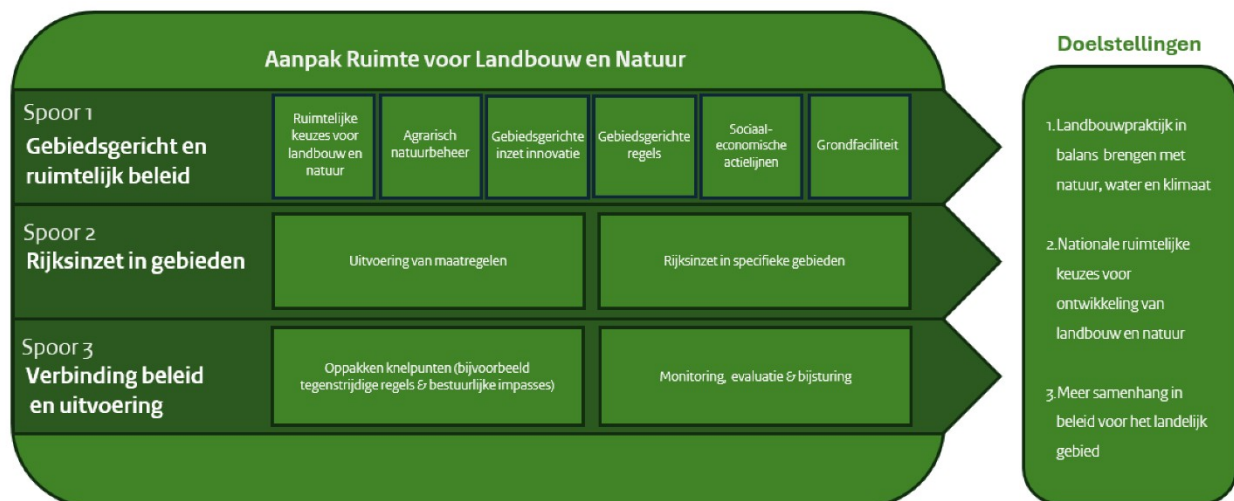 Aanpak Ruimte voor Landbouw en Natuur
Spoor 1
Gebiedsgericht en
ruimtelijk beleid
Ruimtelijke
keuzes voor
landbouw en
natuur
Agrarisch
natuurbeheer
Gebiedsgerichte
inzet innovatie
Gebiedsgerichte
regels
Sociaal-
economische
actielijnen
Grondfaciliteit
Spoor 2
Rijksinzet in gebieden
Uitvoering van maatregelen
Rijksinzet in specifieke gebieden
Spoor 3
Verbinding beleid
en uitvoering
Oppakken knelpunten (bijvoorbeeld
tegenstrijdige regels & bestuurlijke impasses)
Monitoring, evaluatie & bijsturing
Doelstellingen
1. Landbouwpraktijk in
balans brengen met
natuur, water en klimaat
2. Nationale ruimtelijke
keuzes voor
ontwikkeling van
landbouw en natuur
3. Meer samenhang in
beleid voor het landelijk
gebied